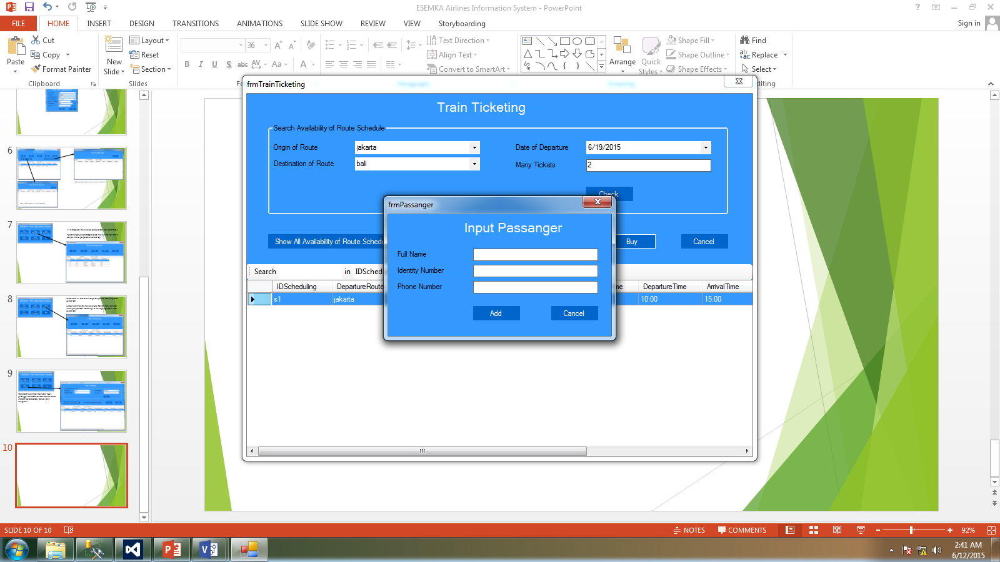 ESEMKA Airlines Information System - PowerPoint
FILE HOME INSERT DESIGN TRANSITIONS ANIMATIONS SLIDE SHOW REVIEW VIEW Storyboarding Sign in
Paste
Cut
Copy
Format Painter
Clipboard
New Slide
Layout
Reset
Section
Slides
36
B I U S abc AV Aa A
Text Direction
Align Text
Convert to SmartArt
Arrange
Quick Styles
Shape Fill
Shape Outline
Shape Effects
Find
Replace
Select
6
7
8
9
10
frmTrainTicketing
Train Ticketing
Search Availability of Route Schedule
Origin of Route jakarta Date of Departure 6/19/2015
Destination of Route bali Many Tickets 2
Check
Show All Availability of Route Schedu
Buy Cancel
Search in IDSched
IDScheduling DepartureRoute me DepartureTime ArrivalTime
s1 jakarta 10:00 15:00
frmPassanger
Input Passanger
Full Name
Identity Number
Phone Number
Add Cancel
SLIDE 10 OF 10 NOTES COMMENTS 92%
2:41 AM
6/12/2015